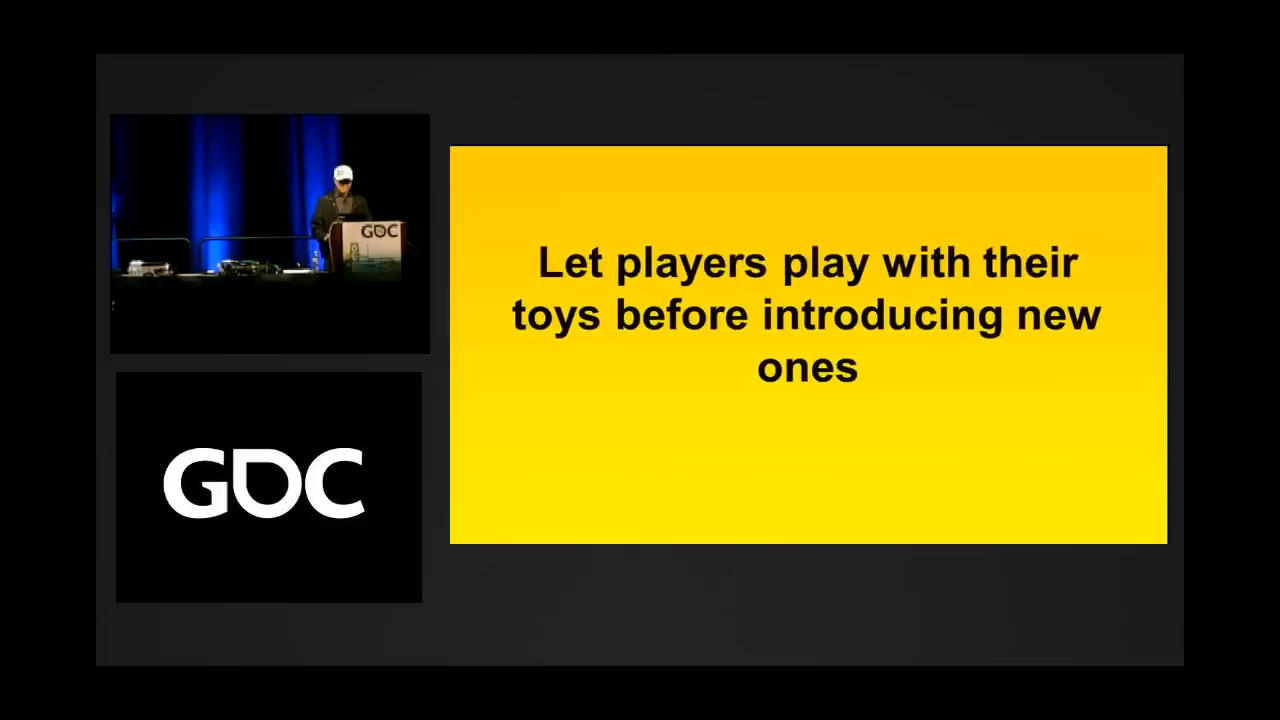 GDC
Let players play with their
toys before introducing new
ones
GDC